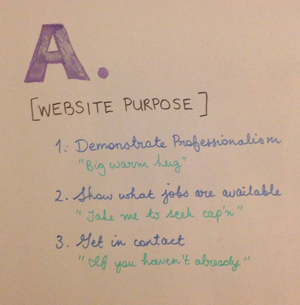 A.
[WEBSITE PURPOSE]
1. Demonstrate Professionalism
"Big warm hug"
2. Show what jobs are available
"Take me to seek cap'n"
3. Get in contact
"If you haven't already"